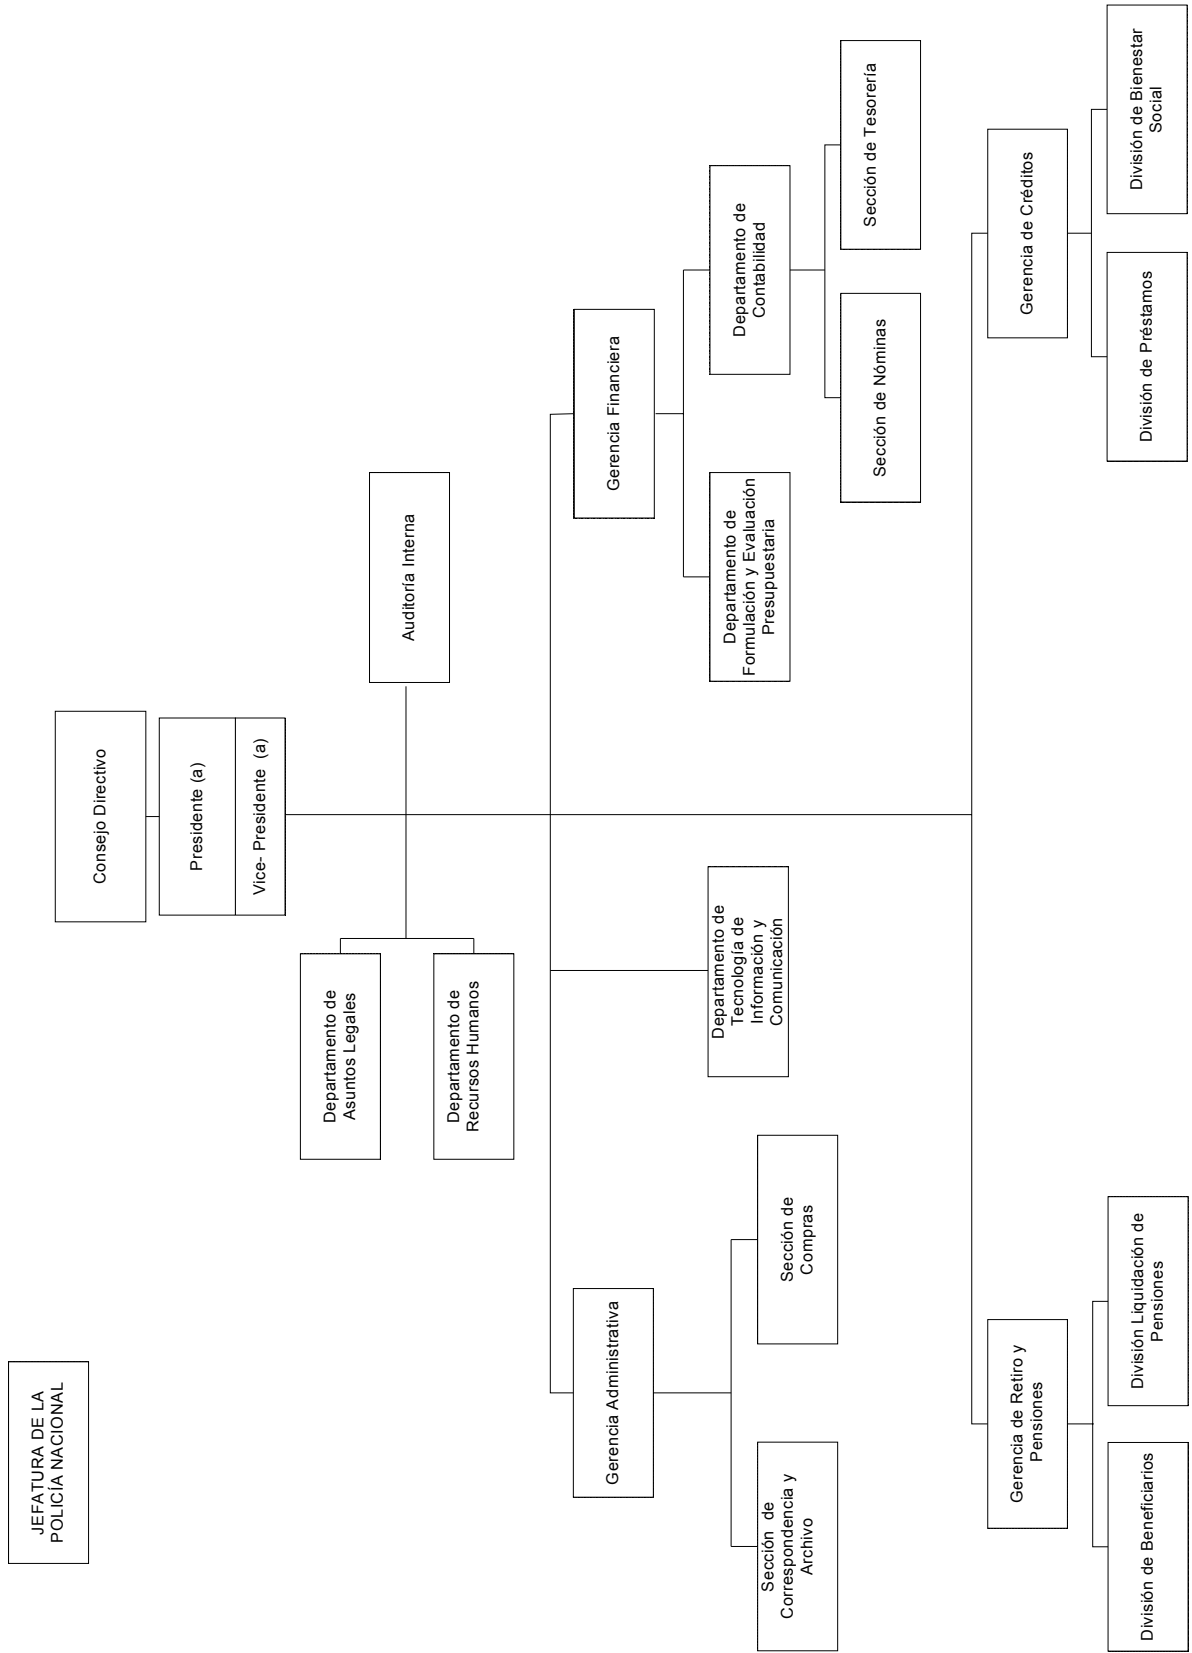 JEFATURA DE LA
POLICÍA NACIONAL
Consejo Directivo
Presidente (a)
Vice- Presidente (a)
Departamento de
Asuntos Legales
Auditoría Interna
Departamento de
Recursos Humanos
Gerencia Administrativa
Gerencia Financiera
Sección de
Correspondencia y
Archivo
Sección de
Compras
Departamento de
Tecnología de
Información y
Comunicación
Departamento de
Formulación y Evaluación
Presupuestaria
Departamento de
Contabilidad
Sección de Nóminas
Sección de Tesorería
Gerencia de Retiro y
Pensiones
Gerencia de Créditos
División de Beneficiarios
División Liquidación de
Pensiones
División de Préstamos
División de Bienestar
Social